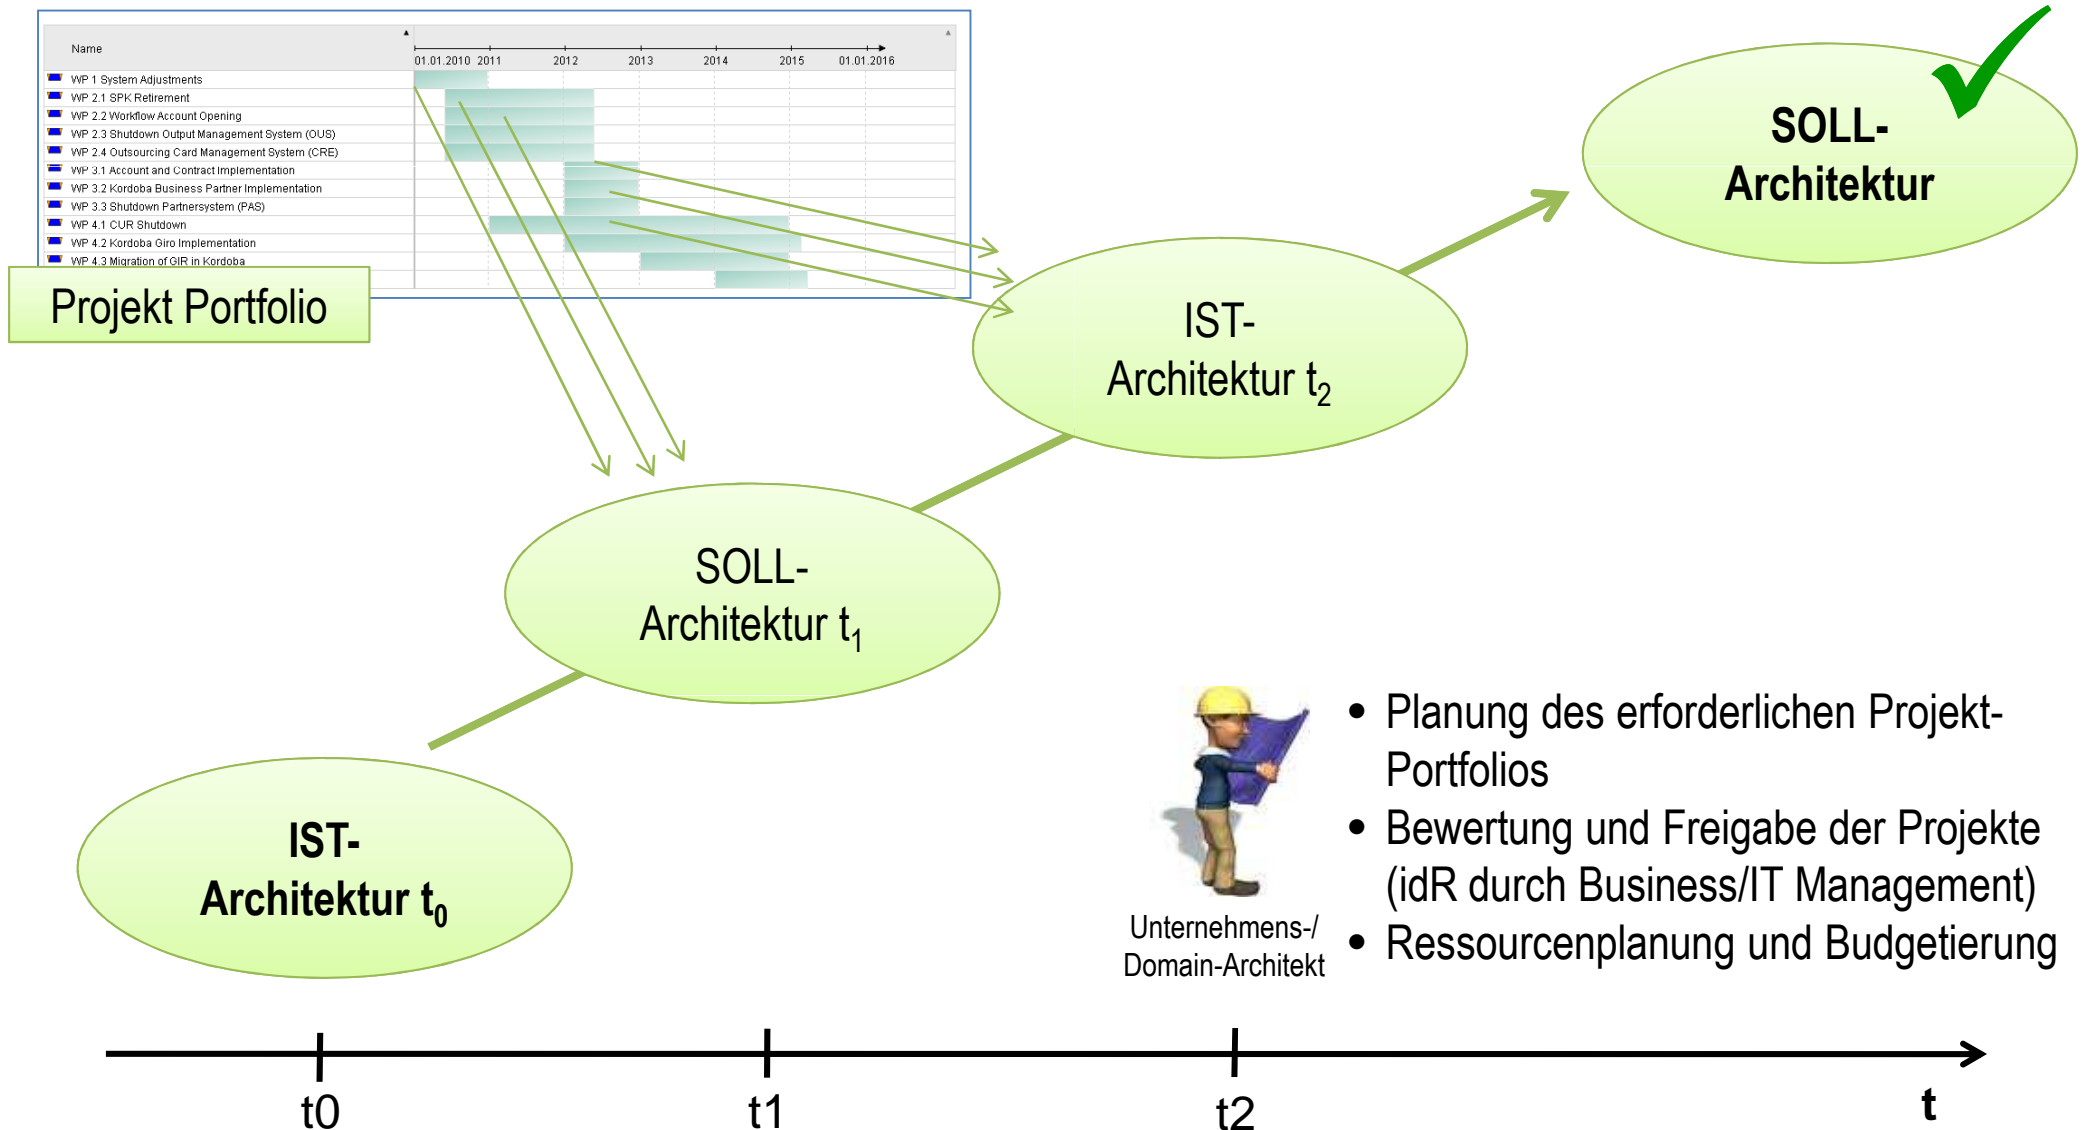 Name
01.01.2010 2011 2012 2013 2014 2015 01.01.2016
WP 1 System Adjustments
WP 2.1 SPK Retirement
WP 2.2 Workflow Account Opening
WP 2.3 Shutdown Output Management System (OUS)
WP 2.4 Outsourcing Card Management System (CRE)
WP 3.1 Account and Contract Implementation
WP 3.2 Kordoba Business Partner Implementation
WP 3.3 Shutdown Partnersystem (PAS)
WP 4.1 CUR Shutdown
WP 4.2 Kordoba Giro Implementation
WP 4.3 Migration of GIR in Kordoba
Projekt Portfolio
SOLL-
Architektur
IST-
Architektur t2
SOLL-
Architektur t1
IST-
Architektur t0
Unternehmens-/
Domain-Architekt
• Planung des erforderlichen Projekt-
Portfolios
• Bewertung und Freigabe der Projekte
(idR durch Business/IT Management)
• Ressourcenplanung und Budgetierung
t0 t1 t2 t